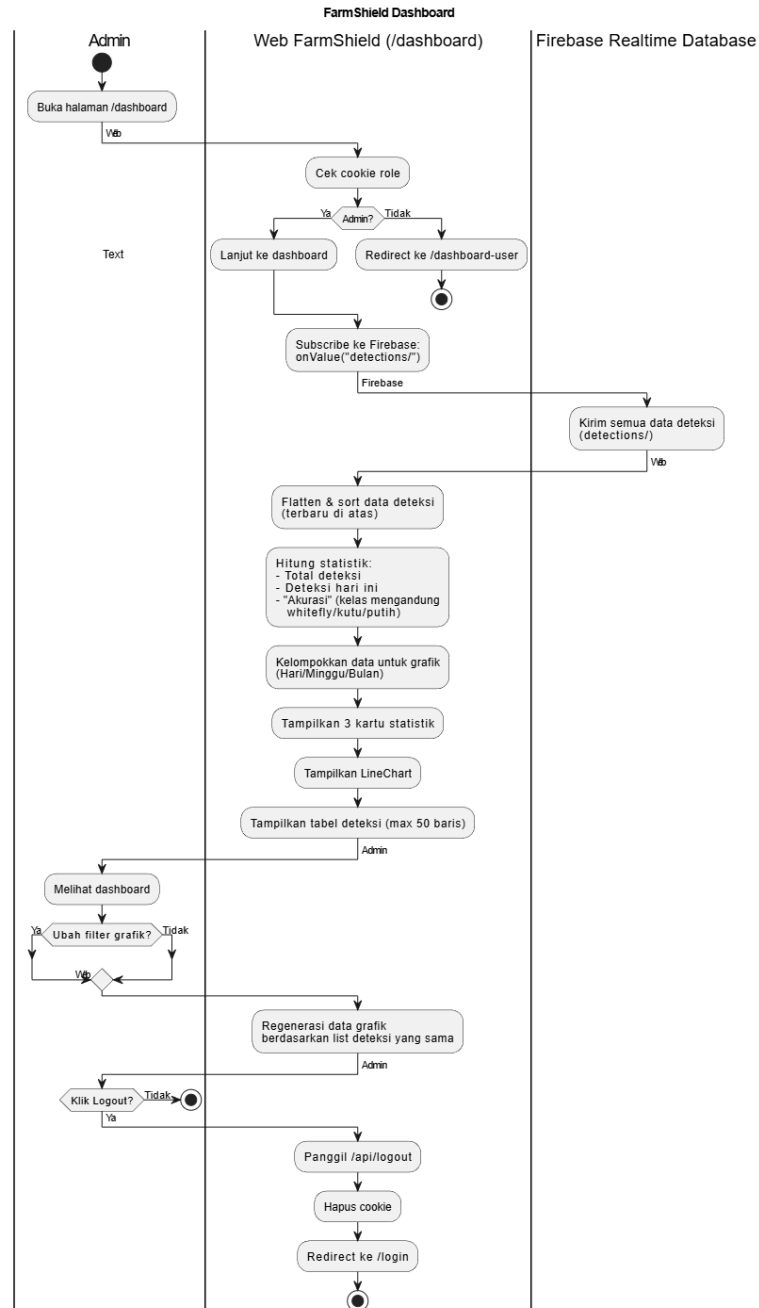 FarmShield Dashboard
Admin
Web FarmShield (/dashboard)
Firebase Realtime Database
Buka halaman /dashboard
Web
Cek cookie role
Ya
Admin?
Tidak
Text
Lanjut ke dashboard
Redirect ke /dashboard-user
Subscribe ke Firebase:
onValue("detections/")
Firebase
Kirim semua data deteksi
(detections/)
Web
Flatten & sort data deteksi
(terbaru di atas)
Hitung statistik:
- Total deteksi
- Deteksi hari ini
- "Akurasi" (kelas mengandung
whitefly/kutu/putih)
Kelompokkan data untuk grafik
(Hari/Minggu/Bulan)
Tampilkan 3 kartu statistik
Tampilkan LineChart
Tampilkan tabel deteksi (max 50 baris)
Admin
Melihat dashboard
Ya
Ubah filter grafik?
Tidak
Web
Regenerasi data grafik
berdasarkan list deteksi yang sama
Admin
Klik Logout?
Tidak
Ya
Panggil /api/logout
Hapus cookie
Redirect ke /login